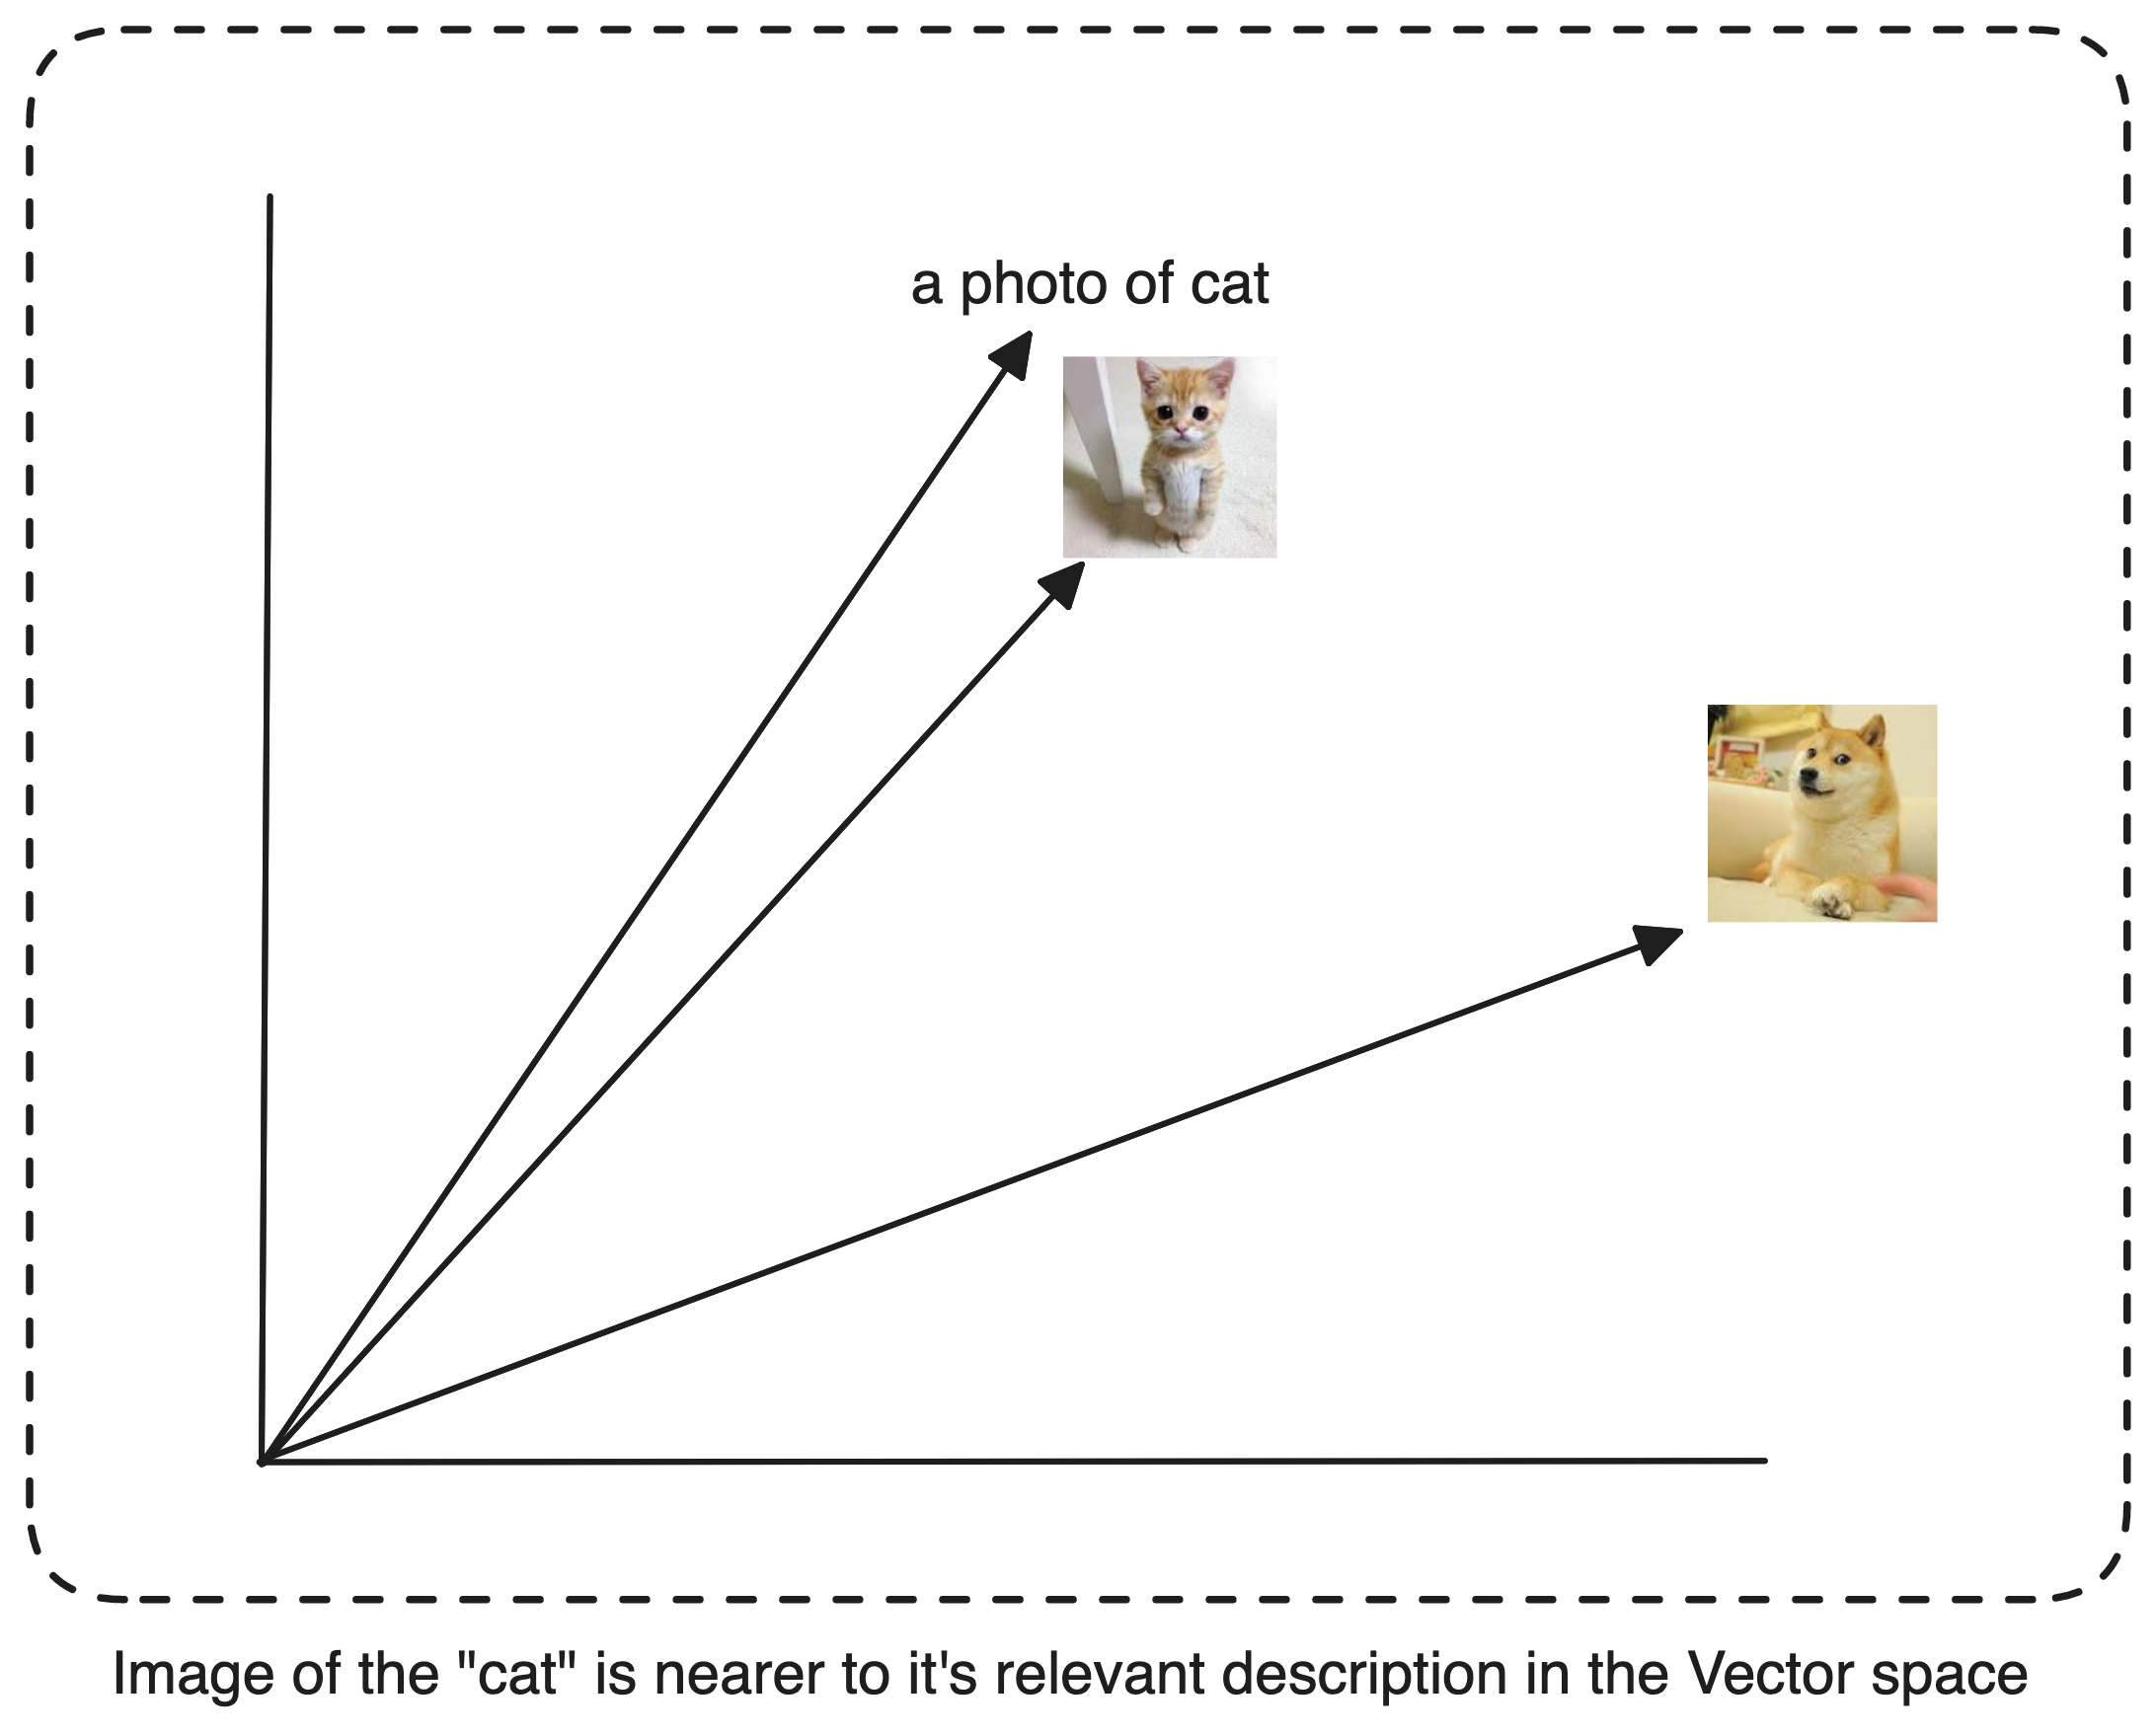 a photo of cat
Image of the "cat" is nearer to it's relevant description in the Vector space